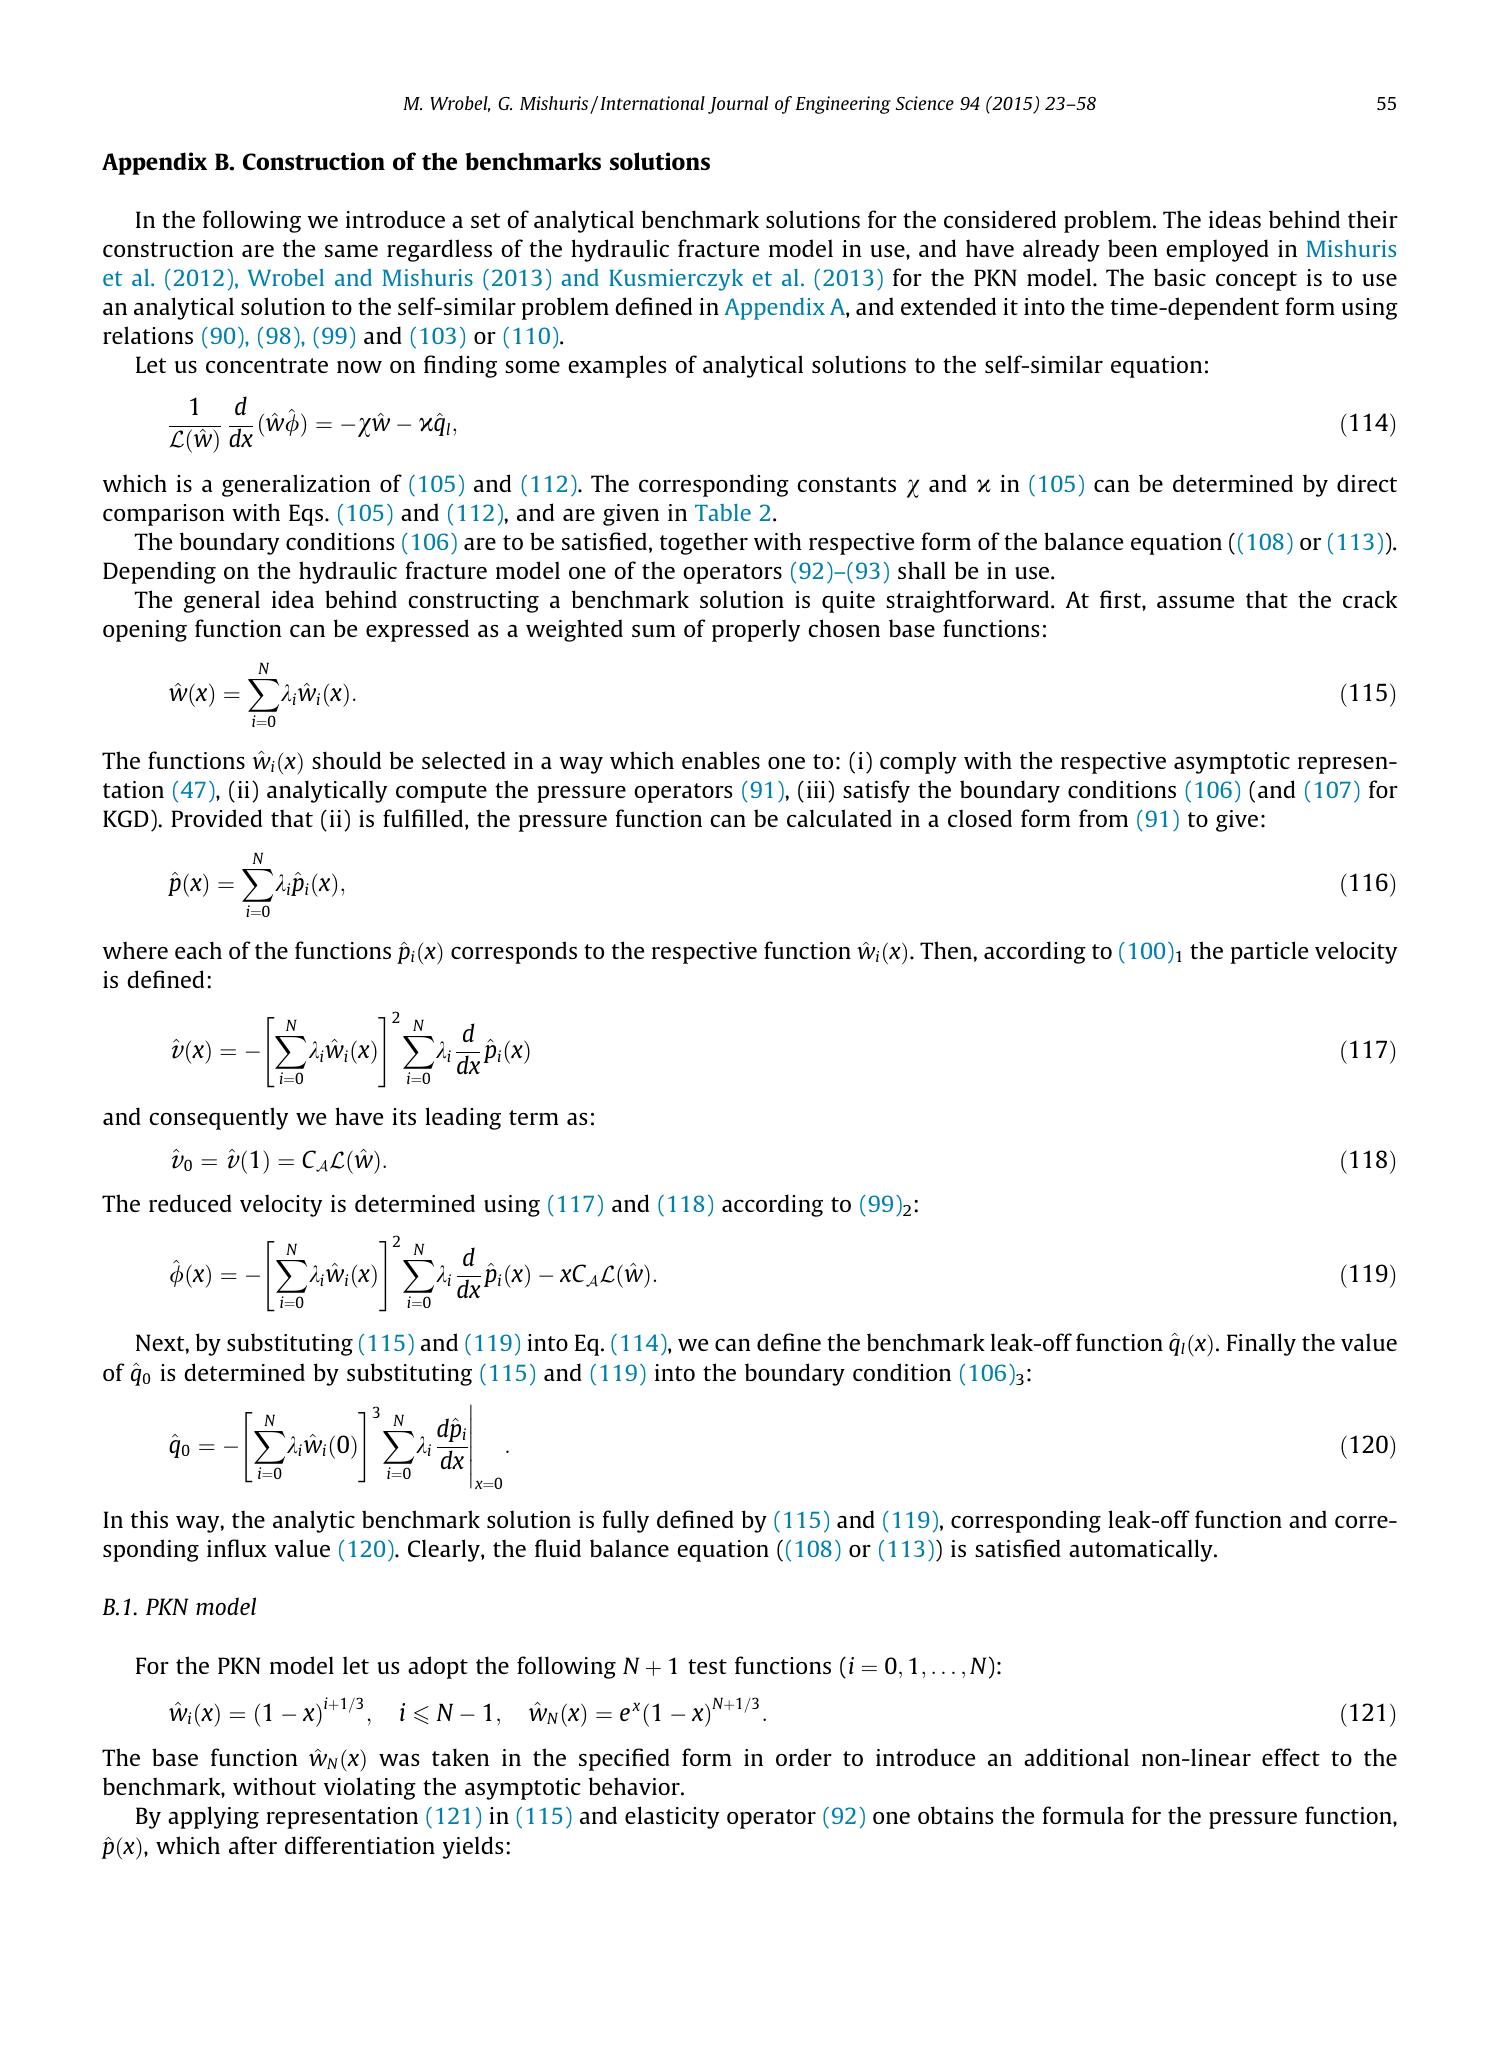 M. Wrobel, G. Mishuris / International Journal of Engineering Science 94 (2015) 23–58
55
Appendix B. Construction of the benchmarks solutions
In the following we introduce a set of analytical benchmark solutions for the considered problem. The ideas behind their
construction are the same regardless of the hydraulic fracture model in use, and have already been employed in Mishuris
et al. (2012), Wrobel and Mishuris (2013) and Kusmierczyk et al. (2013) for the PKN model. The basic concept is to use
an analytical solution to the self-similar problem defined in Appendix A, and extended it into the time-dependent form using
relations (90), (98), (99) and (103) or (110).
Let us concentrate now on finding some examples of analytical solutions to the self-similar equation:
\frac{1}{\mathcal{L}(\hat{w})} \frac{d}{dx}(\hat{w}\hat{\phi}) = -\chi\hat{w} - \varkappa\hat{q}_l, (114)
which is a generalization of (105) and (112). The corresponding constants χ and ϰ in (105) can be determined by direct
comparison with Eqs. (105) and (112), and are given in Table 2.
The boundary conditions (106) are to be satisfied, together with respective form of the balance equation ((108) or (113)).
Depending on the hydraulic fracture model one of the operators (92)–(93) shall be in use.
The general idea behind constructing a benchmark solution is quite straightforward. At first, assume that the crack
opening function can be expressed as a weighted sum of properly chosen base functions:
\hat{w}(x) = \sum_{i=0}^{N} \lambda_i \hat{w}_i(x). (115)
The functions ŵ_i(x) should be selected in a way which enables one to: (i) comply with the respective asymptotic represen-
tation (47), (ii) analytically compute the pressure operators (91), (iii) satisfy the boundary conditions (106) (and (107) for
KGD). Provided that (ii) is fulfilled, the pressure function can be calculated in a closed form from (91) to give:
\hat{p}(x) = \sum_{i=0}^{N} \lambda_i \hat{p}_i(x), (116)
where each of the functions p̂_i(x) corresponds to the respective function ŵ_i(x). Then, according to (100)₁ the particle velocity
is defined:
\hat{v}(x) = -\left[\sum_{i=0}^{N} \lambda_i \hat{w}_i(x)\right]^2 \sum_{i=0}^{N} \lambda_i \frac{d}{dx}\hat{p}_i(x) (117)
and consequently we have its leading term as:
\hat{v}_0 = \hat{v}(1) = C_{\mathcal{A}}\mathcal{L}(\hat{w}). (118)
The reduced velocity is determined using (117) and (118) according to (99)₂:
\hat{\phi}(x) = -\left[\sum_{i=0}^{N} \lambda_i \hat{w}_i(x)\right]^2 \sum_{i=0}^{N} \lambda_i \frac{d}{dx}\hat{p}_i(x) - xC_{\mathcal{A}}\mathcal{L}(\hat{w}). (119)
Next, by substituting (115) and (119) into Eq. (114), we can define the benchmark leak-off function q̂_l(x). Finally the value
of q̂₀ is determined by substituting (115) and (119) into the boundary condition (106)₃:
\hat{q}_0 = -\left[\sum_{i=0}^{N} \lambda_i \hat{w}_i(0)\right]^3 \sum_{i=0}^{N} \lambda_i \left.\frac{d\hat{p}_i}{dx}\right|_{x=0}. (120)
In this way, the analytic benchmark solution is fully defined by (115) and (119), corresponding leak-off function and corre-
sponding influx value (120). Clearly, the fluid balance equation ((108) or (113)) is satisfied automatically.
B.1. PKN model
For the PKN model let us adopt the following N + 1 test functions (i = 0, 1, . . . , N):
\hat{w}_i(x) = (1 - x)^{i+1/3}, \quad i \leqslant N - 1, \quad \hat{w}_N(x) = e^x(1 - x)^{N+1/3}. (121)
The base function ŵ_N(x) was taken in the specified form in order to introduce an additional non-linear effect to the
benchmark, without violating the asymptotic behavior.
By applying representation (121) in (115) and elasticity operator (92) one obtains the formula for the pressure function,
p̂(x), which after differentiation yields: